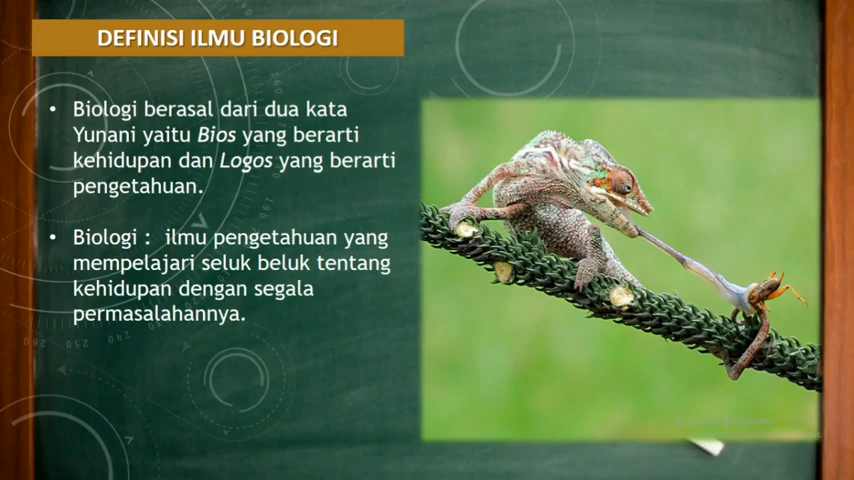 DEFINISI ILMU BIOLOGI
• Biologi berasal dari dua kata
Yunani yaitu Bios yang berarti
kehidupan dan Logos yang berarti
pengetahuan.
• Biologi : ilmu pengetahuan yang
mempelajari seluk beluk tentang
kehidupan dengan segala
permasalahannya.